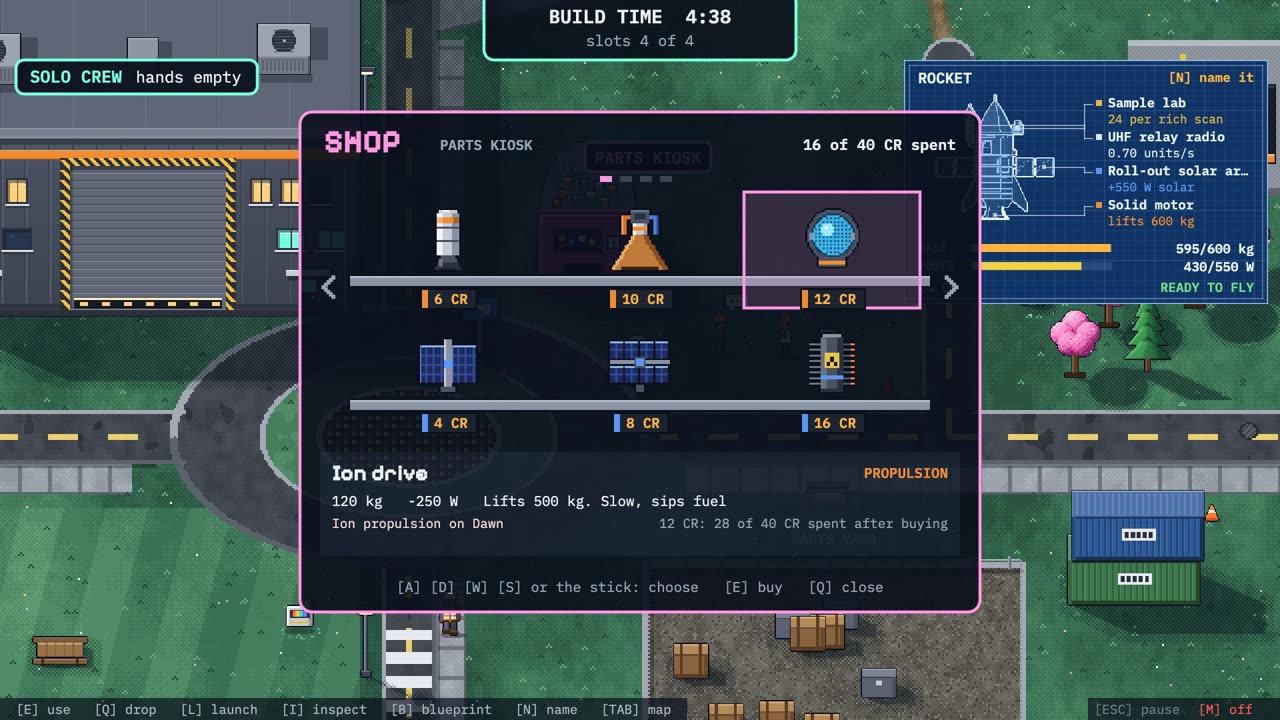 BUILD TIME 4:38
slots 4 of 4
SOLO CREW hands empty
ROCKET [N] name it
Sample lab
24 per rich scan
UHF relay radio
0.70 units/s
Roll-out solar ar…
+550 W solar
Solid motor
lifts 600 kg
595/600 kg
430/550 W
READY TO FLY
SHOP PARTS KIOSK 16 of 40 CR spent
PARTS KIOSK
6 CR 10 CR 12 CR
4 CR 8 CR 16 CR
Ion drive PROPULSION
120 kg -250 W Lifts 500 kg. Slow, sips fuel
Ion propulsion on Dawn 12 CR: 28 of 40 CR spent after buying
PARTS YARD
[A] [D] [W] [S] or the stick: choose [E] buy [Q] close
[E] use [Q] drop [L] launch [I] inspect [B] blueprint [N] name [TAB] map [ESC] pause [M] off